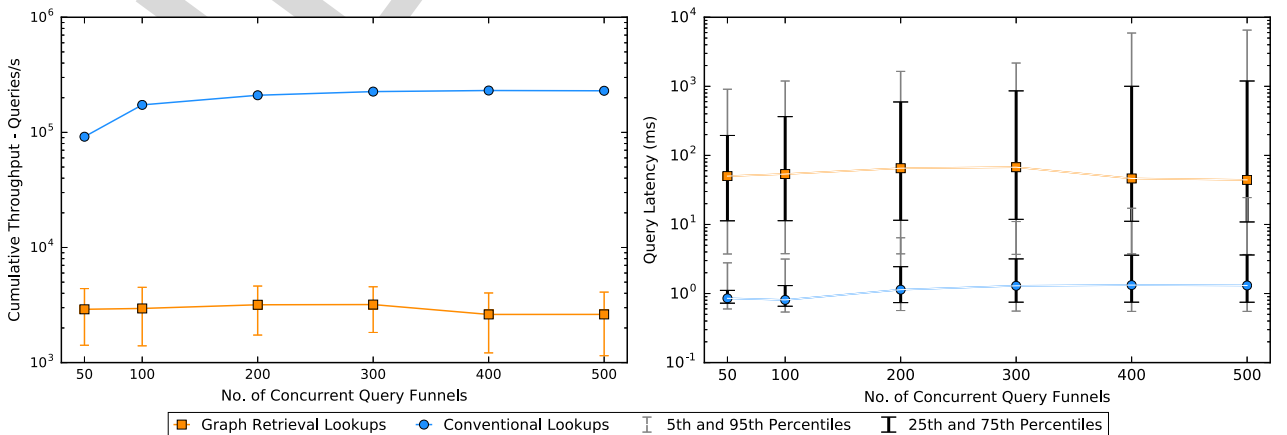 Cumulative Throughput - Queries/s
10^6
10^5
10^4
10^3
50 100 200 300 400 500
No. of Concurrent Query Funnels
Query Latency (ms)
10^4
10^3
10^2
10^1
10^0
10^-1
50 100 200 300 400 500
No. of Concurrent Query Funnels
Graph Retrieval Lookups Conventional Lookups 5th and 95th Percentiles 25th and 75th Percentiles